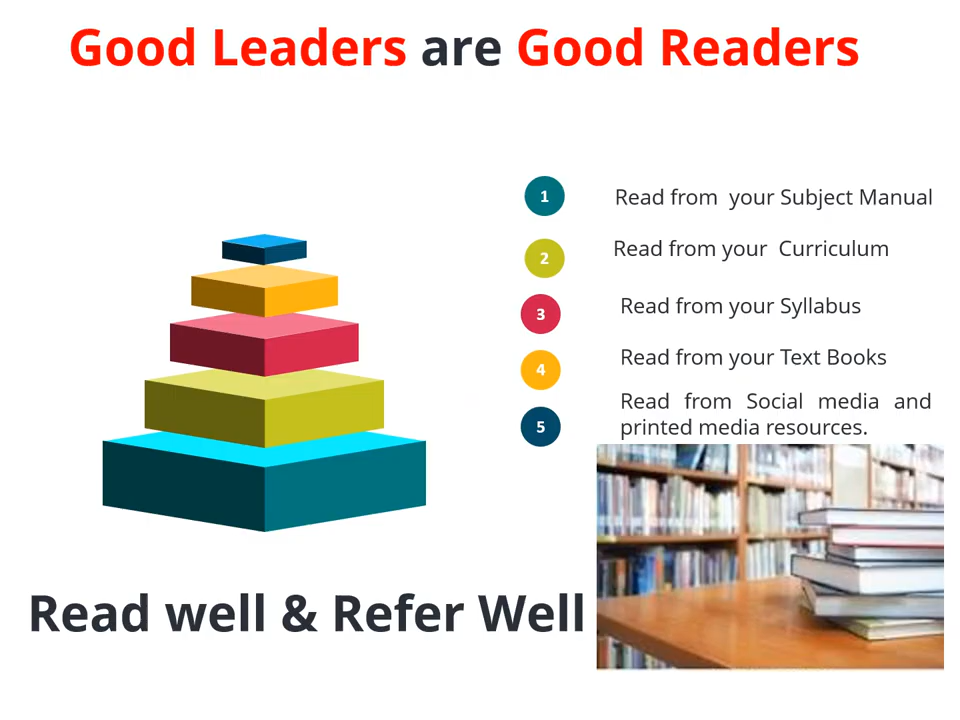 Good Leaders are Good Readers
1 Read from your Subject Manual
2 Read from your Curriculum
3 Read from your Syllabus
4 Read from your Text Books
5 Read from Social media and
printed media resources.
Read well & Refer Well